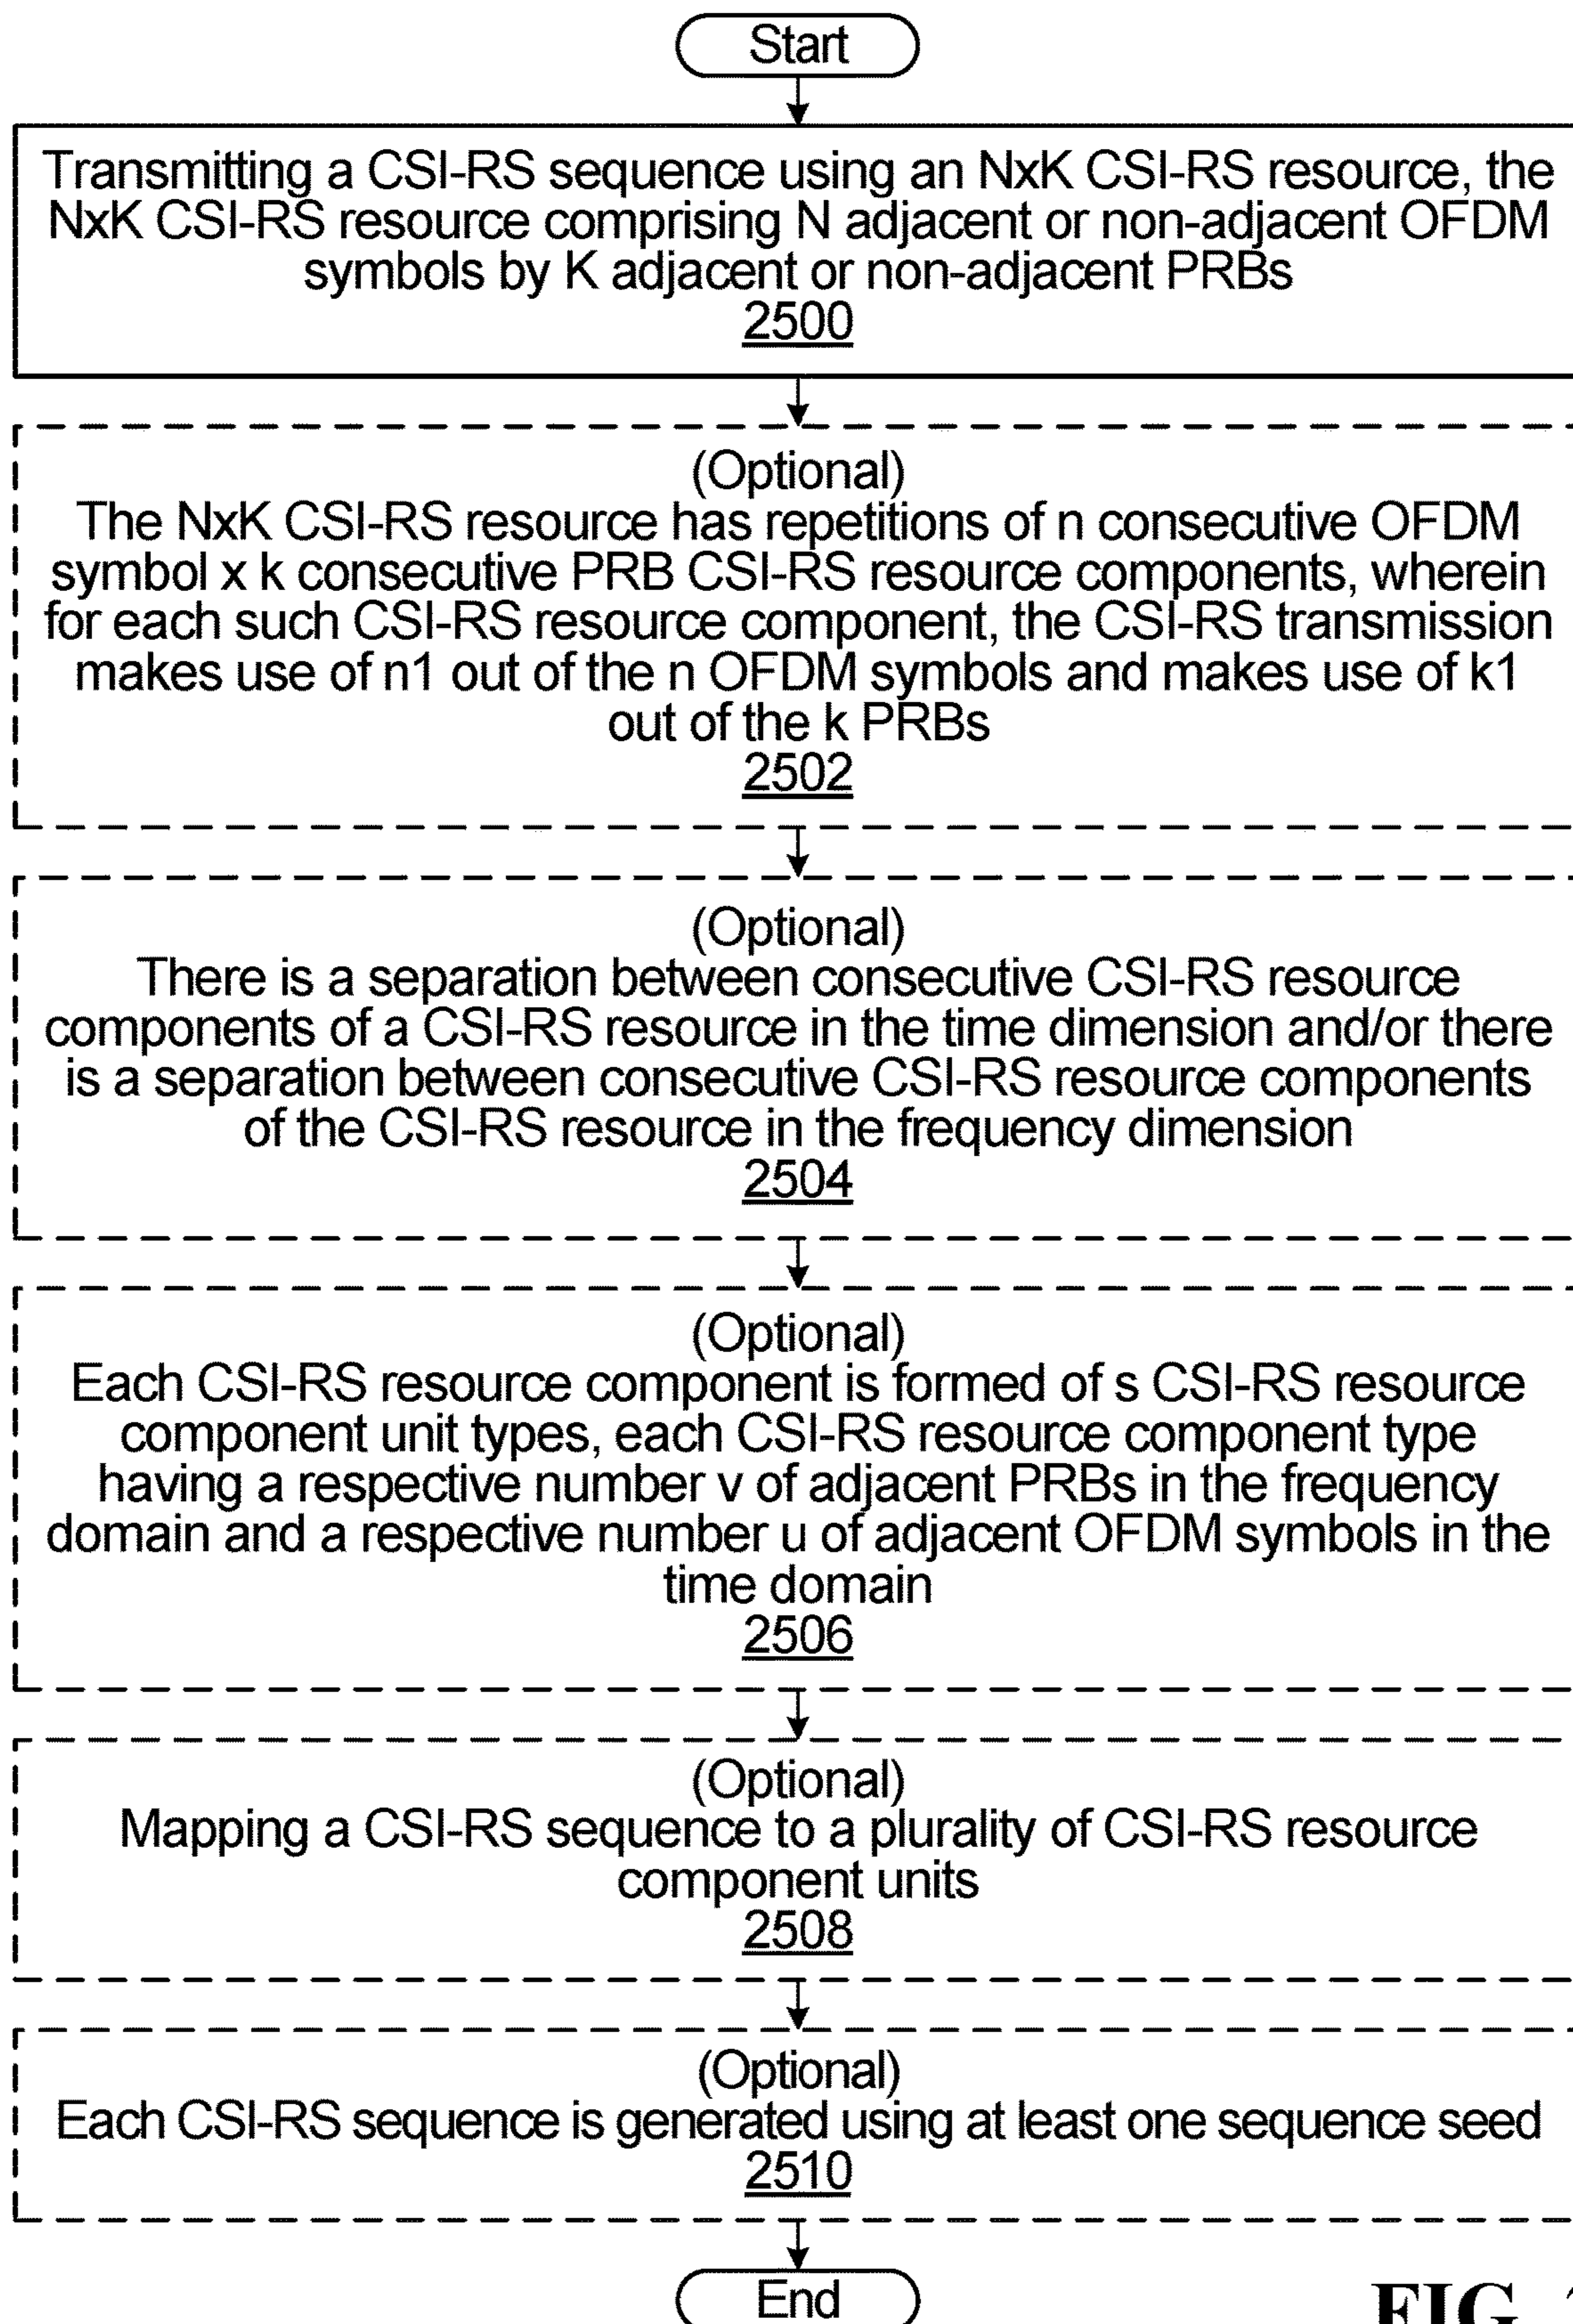 Start
Transmitting a CSI-RS sequence using an NxK CSI-RS resource, the
NxK CSI-RS resource comprising N adjacent or non-adjacent OFDM
symbols by K adjacent or non-adjacent PRBs
2500
(Optional)
The NxK CSI-RS resource has repetitions of n consecutive OFDM
symbol x k consecutive PRB CSI-RS resource components, wherein
for each such CSI-RS resource component, the CSI-RS transmission
makes use of n1 out of the n OFDM symbols and makes use of k1
out of the k PRBs
2502
(Optional)
There is a separation between consecutive CSI-RS resource
components of a CSI-RS resource in the time dimension and/or there
is a separation between consecutive CSI-RS resource components
of the CSI-RS resource in the frequency dimension
2504
(Optional)
Each CSI-RS resource component is formed of s CSI-RS resource
component unit types, each CSI-RS resource component type
having a respective number v of adjacent PRBs in the frequency
domain and a respective number u of adjacent OFDM symbols in the
time domain
2506
(Optional)
Mapping a CSI-RS sequence to a plurality of CSI-RS resource
component units
2508
(Optional)
Each CSI-RS sequence is generated using at least one sequence seed
2510
End
FIG.